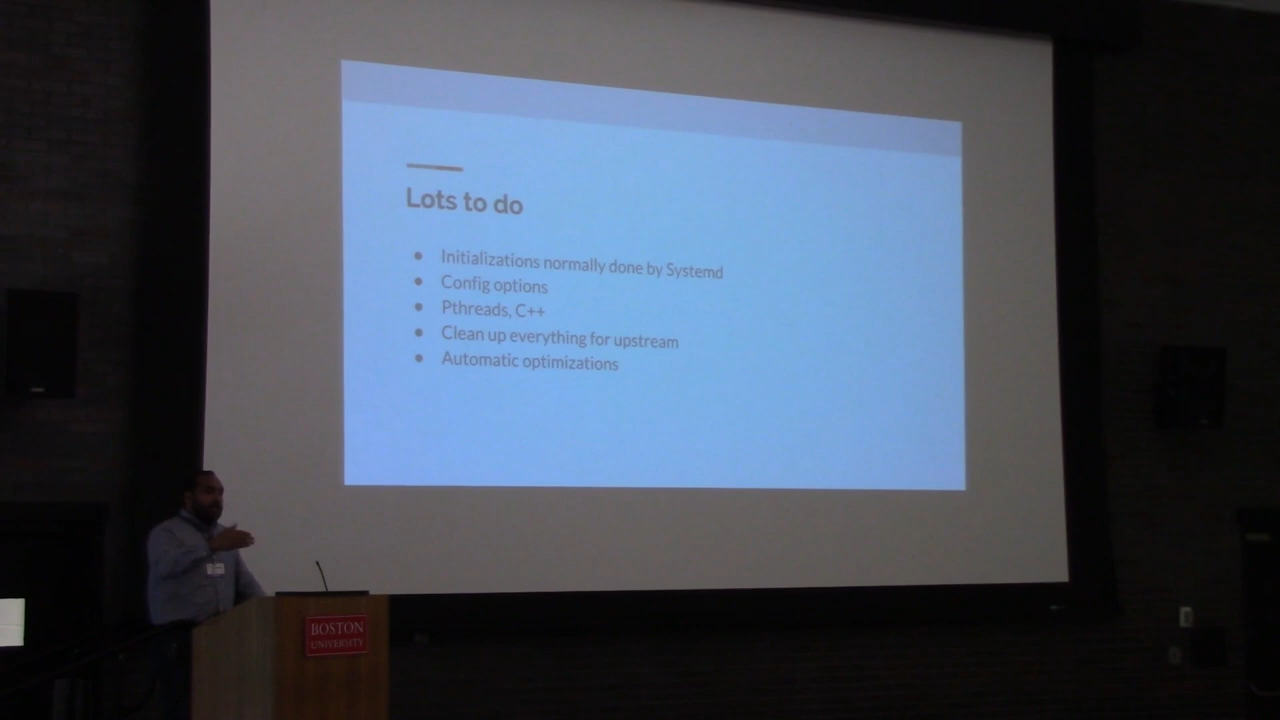 Lots to do
Initializations normally done by Systemd
Config options
Pthreads, C++
Clean up everything for upstream
Automatic optimizations
BOSTON
UNIVERSITY